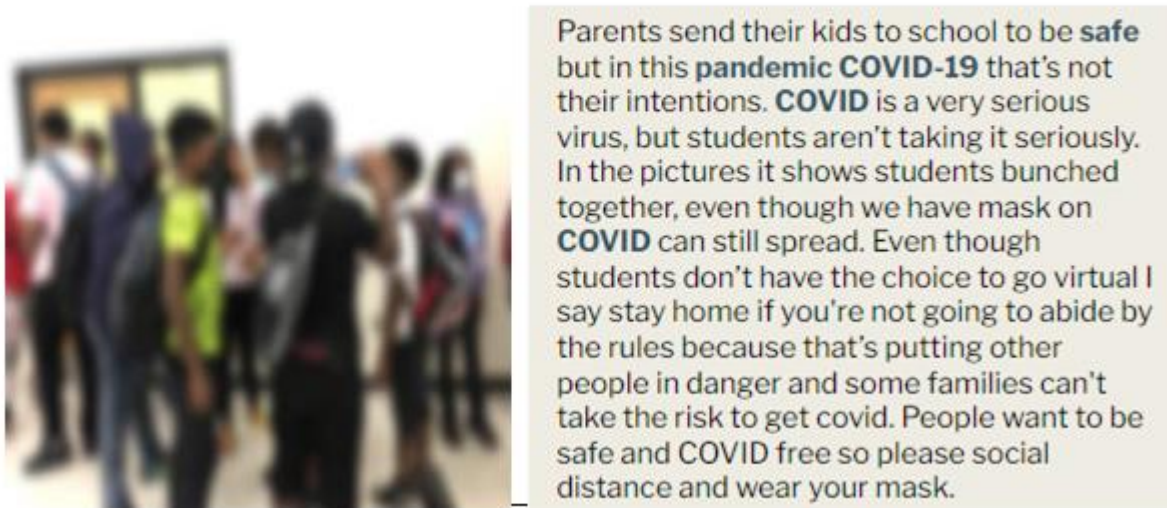 Parents send their kids to school to be safe
but in this pandemic COVID-19 that's not
their intentions. COVID is a very serious
virus, but students aren't taking it seriously.
In the pictures it shows students bunched
together, even though we have mask on
COVID can still spread. Even though
students don't have the choice to go virtual I
say stay home if you're not going to abide by
the rules because that's putting other
people in danger and some families can't
take the risk to get covid. People want to be
safe and COVID free so please social
distance and wear your mask.